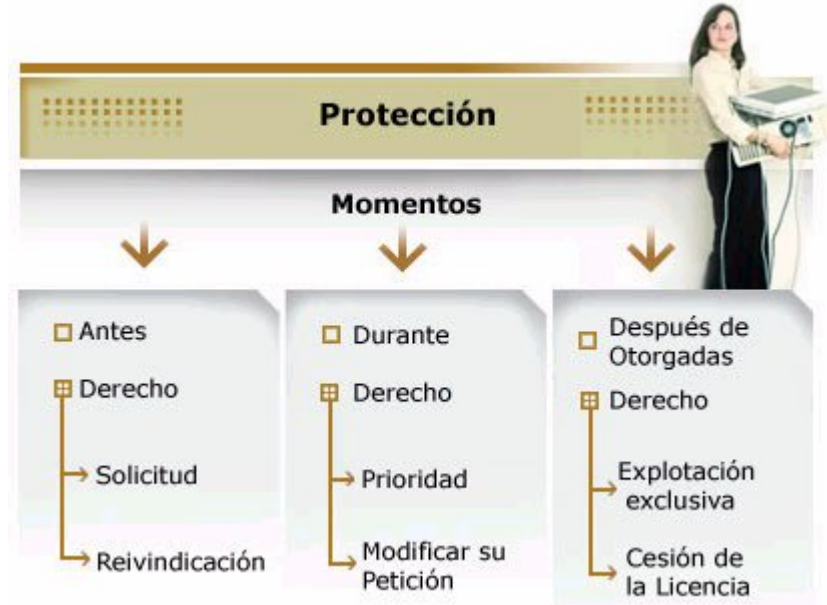 Protección
Momentos
Antes
Derecho
Solicitud
Reivindicación
Durante
Derecho
Prioridad
Modificar su
Petición
Después de
Otorgadas
Derecho
Explotación
exclusiva
Cesión de
la Licencia